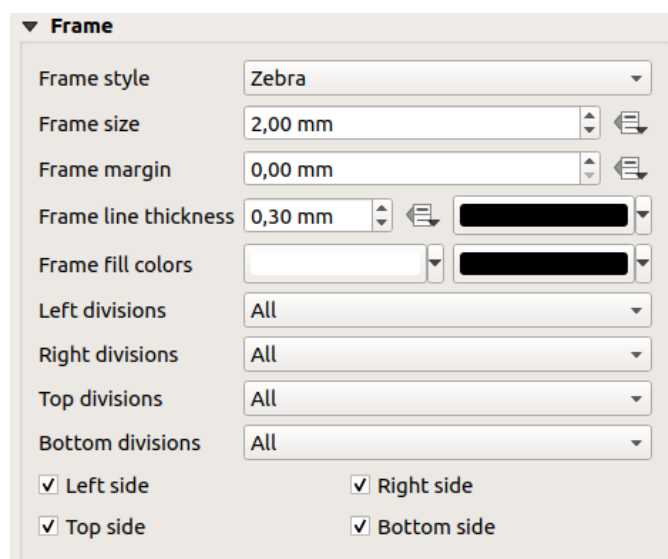 Frame
Frame style Zebra
Frame size 2,00 mm
Frame margin 0,00 mm
Frame line thickness 0,30 mm
Frame fill colors
Left divisions All
Right divisions All
Top divisions All
Bottom divisions All
Left side Right side
Top side Bottom side